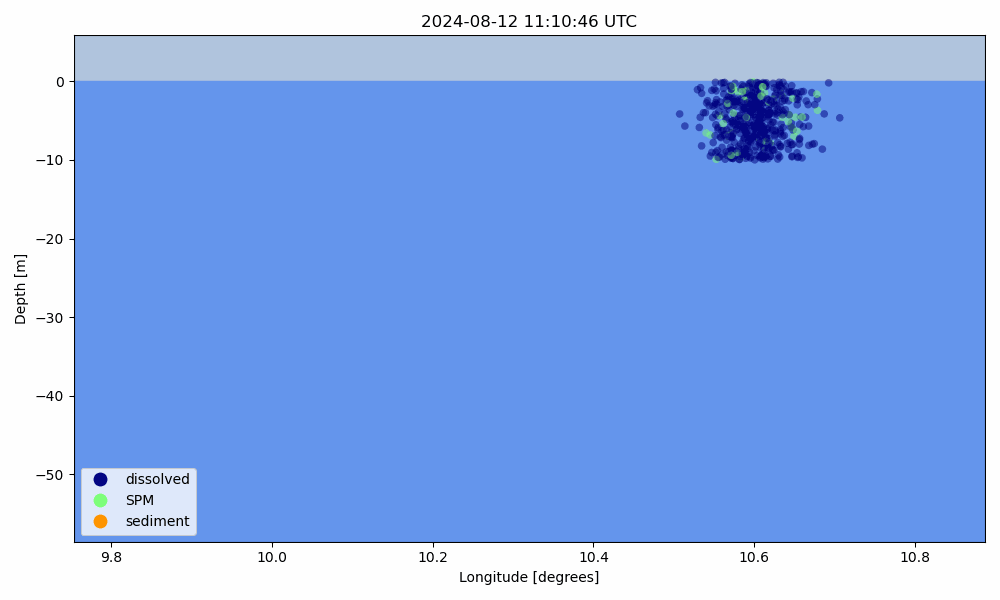 2024-08-12 11:10:46 UTC
0
−10
−20
−30
−40
−50
Depth [m]
dissolved
SPM
sediment
9.8 10.0 10.2 10.4 10.6 10.8
Longitude [degrees]